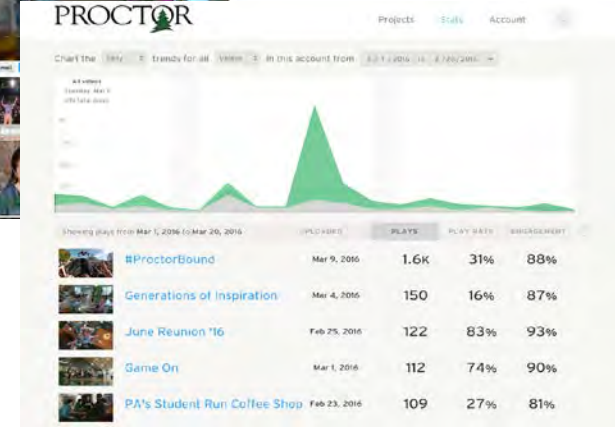 PROCTOR
Projects Stats Account
Chart the trends for all in this account from
All videos
Showing plays from Mar 1, 2016 to Mar 20, 2016 UPLOADED PLAYS PLAY RATE ENGAGEMENT
#ProctorBound Mar 9, 2016 1.6K 31% 88%
Generations of Inspiration Mar 4, 2016 150 16% 87%
June Reunion '16 Feb 25, 2016 122 83% 93%
Game On Mar 1, 2016 112 74% 90%
PA's Student Run Coffee Shop Feb 23, 2016 109 27% 81%